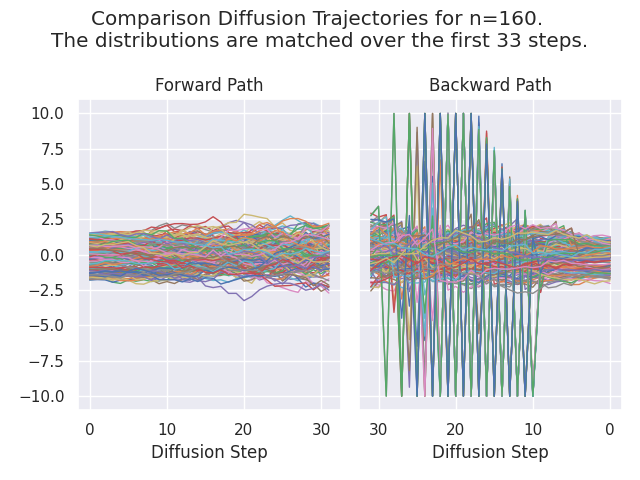 Comparison Diffusion Trajectories for n=160.
The distributions are matched over the first 33 steps.
Forward Path
Backward Path
10.0
7.5
5.0
2.5
0.0
−2.5
−5.0
−7.5
−10.0
0 10 20 30
30 20 10 0
Diffusion Step
Diffusion Step